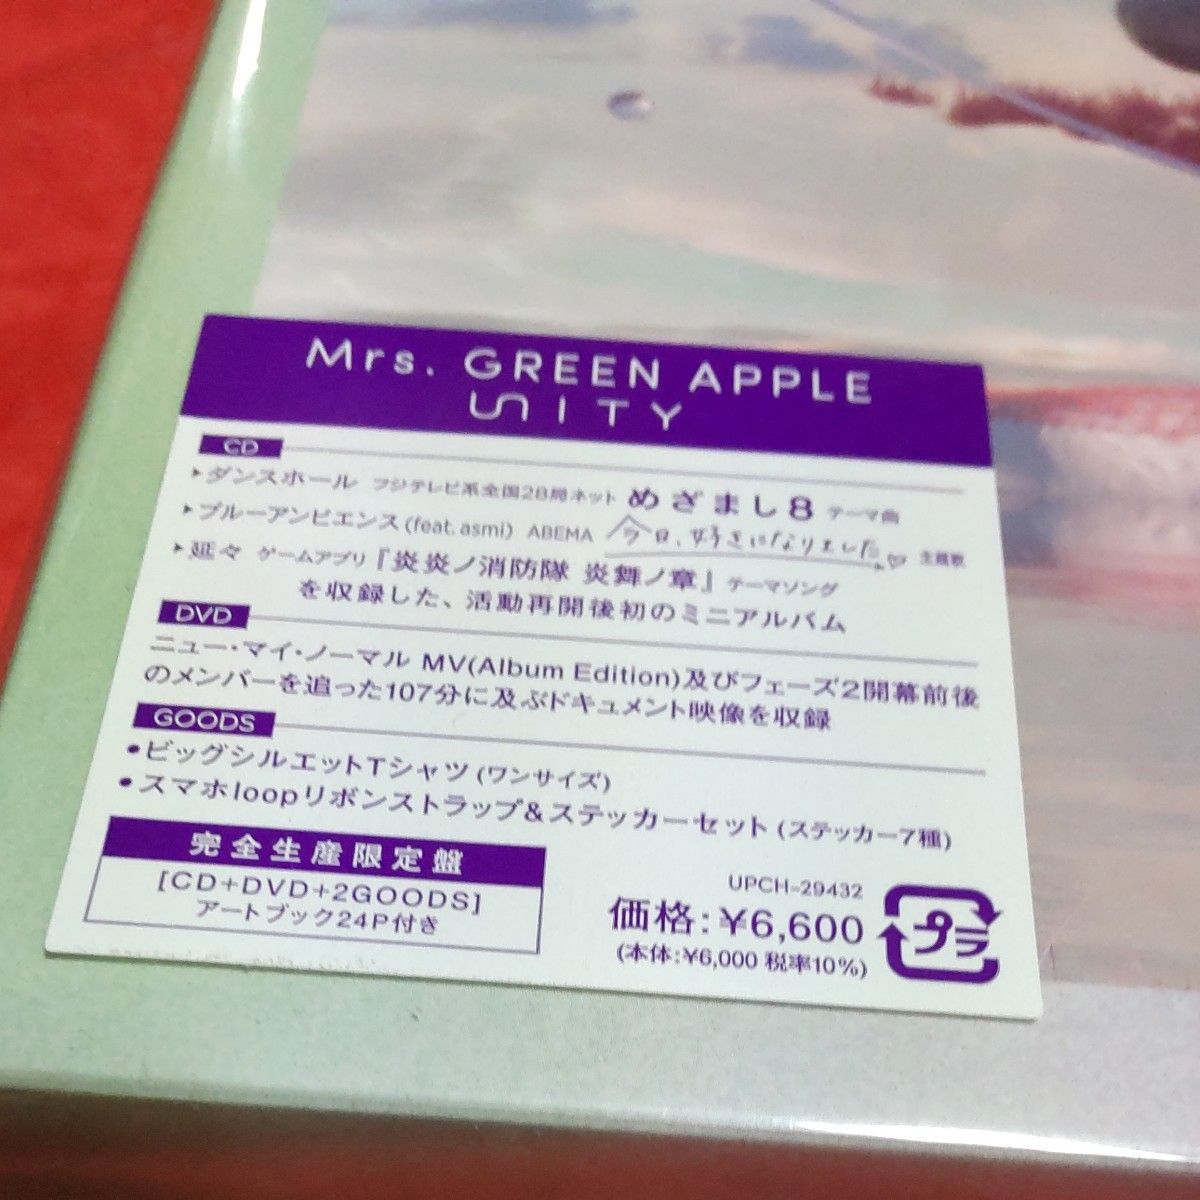 Mrs. GREEN APPLE
UNITY
CD
▸ダンスホール フジテレビ系全国28局ネット めざまし8 テーマ曲
▸ブルーアンビエンス(feat. asmi) ABEMA 今日、好きになりました♡ 主題歌
▸延々 ゲームアプリ『炎炎ノ消防隊 炎舞ノ章』テーマソング
を収録した、活動再開後初のミニアルバム
DVD
ニュー・マイ・ノーマル MV(Album Edition)及びフェーズ2開幕前後
のメンバーを追った107分に及ぶドキュメント映像を収録
GOODS
•ビッグシルエットTシャツ(ワンサイズ)
•スマホloopリボンストラップ&ステッカーセット(ステッカー7種)
完全生産限定盤
[CD+DVD+2GOODS]
アートブック24P付き
UPCH-29432
価格:¥6,600
(本体:¥6,000 税率10%)
プラ